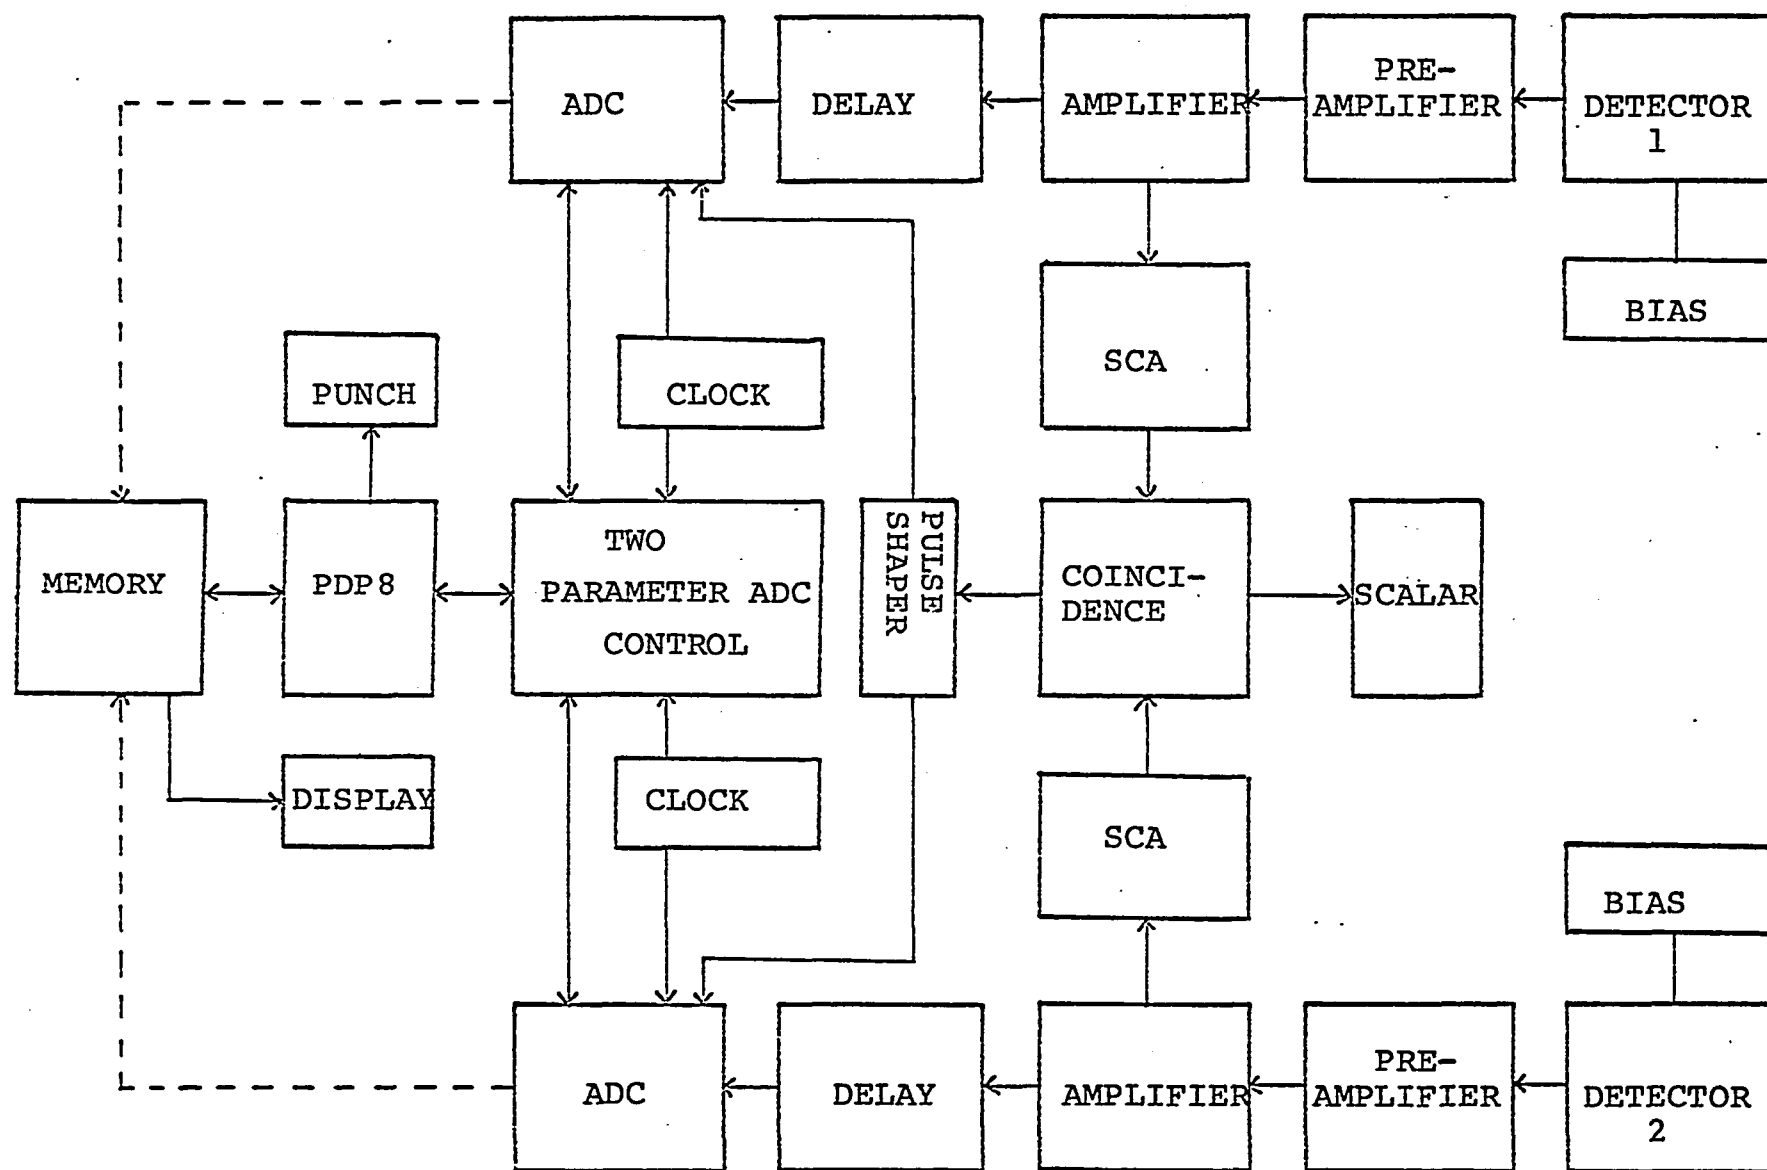 ADC
DELAY
AMPLIFIER
PRE-
AMPLIFIER
DETECTOR
1
BIAS
SCA
PUNCH
CLOCK
MEMORY
PDP8
TWO
PARAMETER ADC
CONTROL
PULSE
SHAPER
COINCI-
DENCE
SCALAR
DISPLAY
CLOCK
SCA
BIAS
ADC
DELAY
AMPLIFIER
PRE-
AMPLIFIER
DETECTOR
2